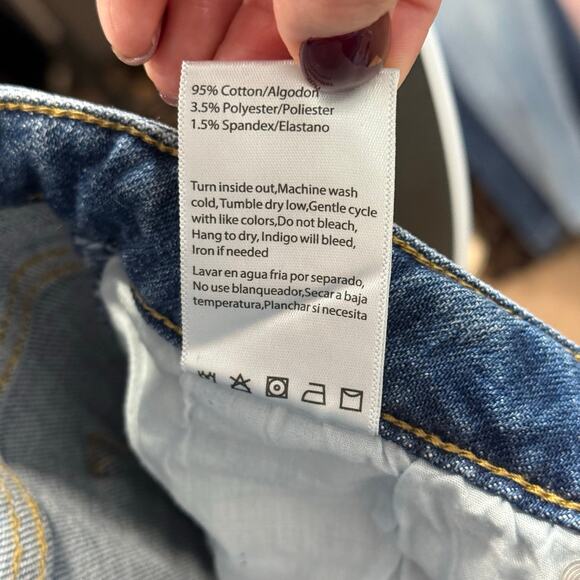 95% Cotton/Algodon
3.5% Polyester/Poliester
1.5% Spandex/Elastano
Turn inside out,Machine wash
cold,Tumble dry low,Gentle cycle
with like colors,Do not bleach,
Hang to dry,Indigo will bleed,
Iron if needed
Lavar en agua fria por separado,
No use blanqueador,Secar a baja
temperatura,Planchar si necesita